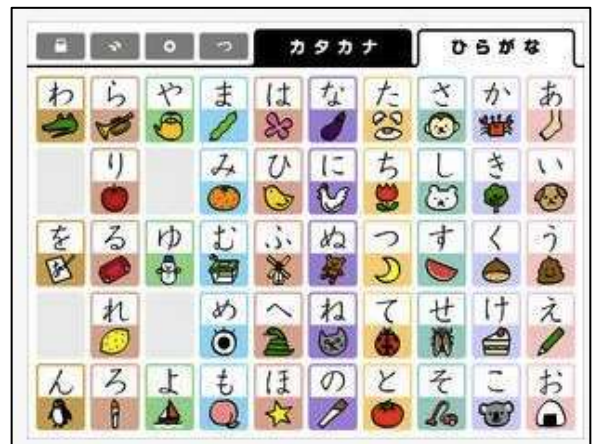 ゛ ゜ つ カタカナ ひらがな
あいうえお
かきくけこ
さしすせそ
たちつてと
なにぬねの
はひふへほ
まみむめも
やゆよ
らりるれろ
わをん